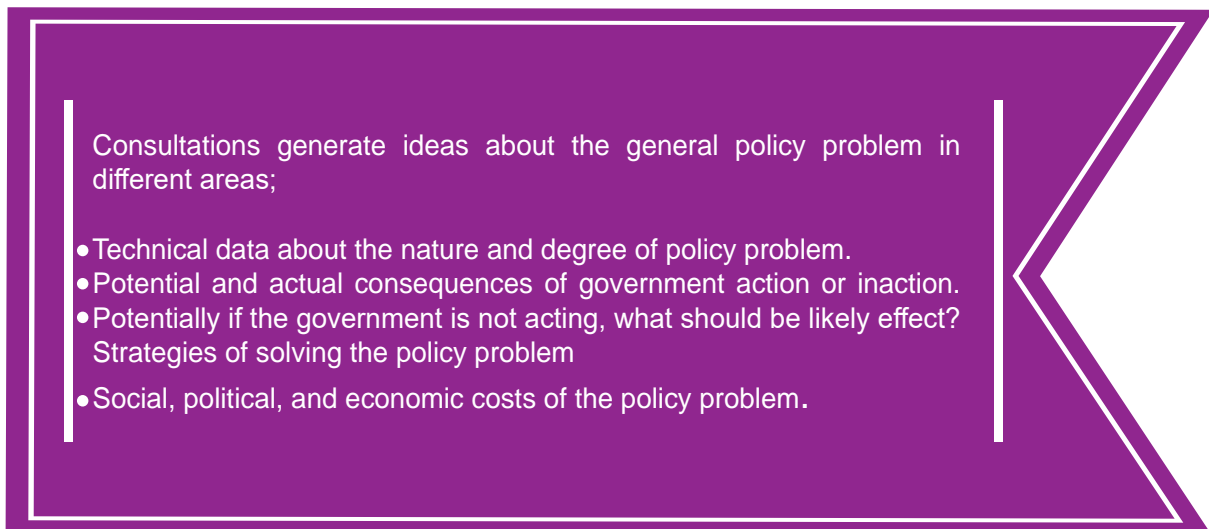 Consultations generate ideas about the general policy problem in
different areas;
●Technical data about the nature and degree of policy problem.
●Potential and actual consequences of government action or inaction.
●Potentially if the government is not acting, what should be likely effect?
Strategies of solving the policy problem
●Social, political, and economic costs of the policy problem.